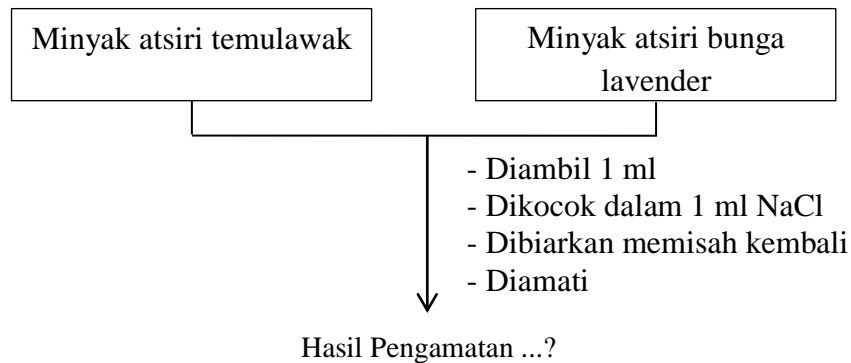 Minyak atsiri temulawak
Minyak atsiri bunga
lavender
- Diambil 1 ml
- Dikocok dalam 1 ml NaCl
- Dibiarkan memisah kembali
- Diamati
Hasil Pengamatan ...?